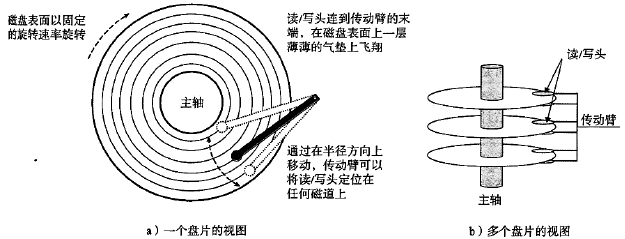 磁盘表面以固定
的旋转速率旋转
主轴
读/写头连到传动臂的末
端，在磁盘表面上一层
薄薄的气垫上飞翔
通过在半径方向上
移动，传动臂可以
将读/写头定位在
任何磁道上
a）一个盘片的视图
读/写头
传动臂
主轴
b）多个盘片的视图